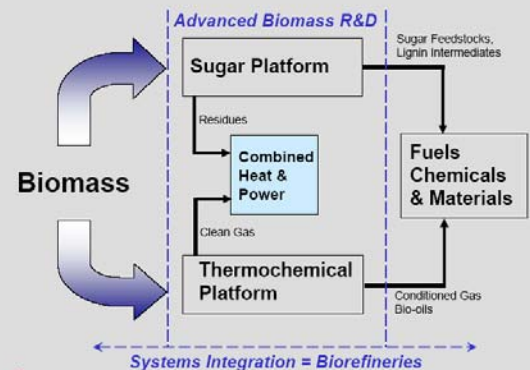 Advanced Biomass R&D
Sugar Platform
Sugar Feedstocks,
Lignin Intermediates
Residues
Combined
Heat &
Power
Biomass
Fuels
Chemicals
& Materials
Clean Gas
Thermochemical
Platform
Conditioned Gas
Bio-oils
Systems Integration = Biorefineries